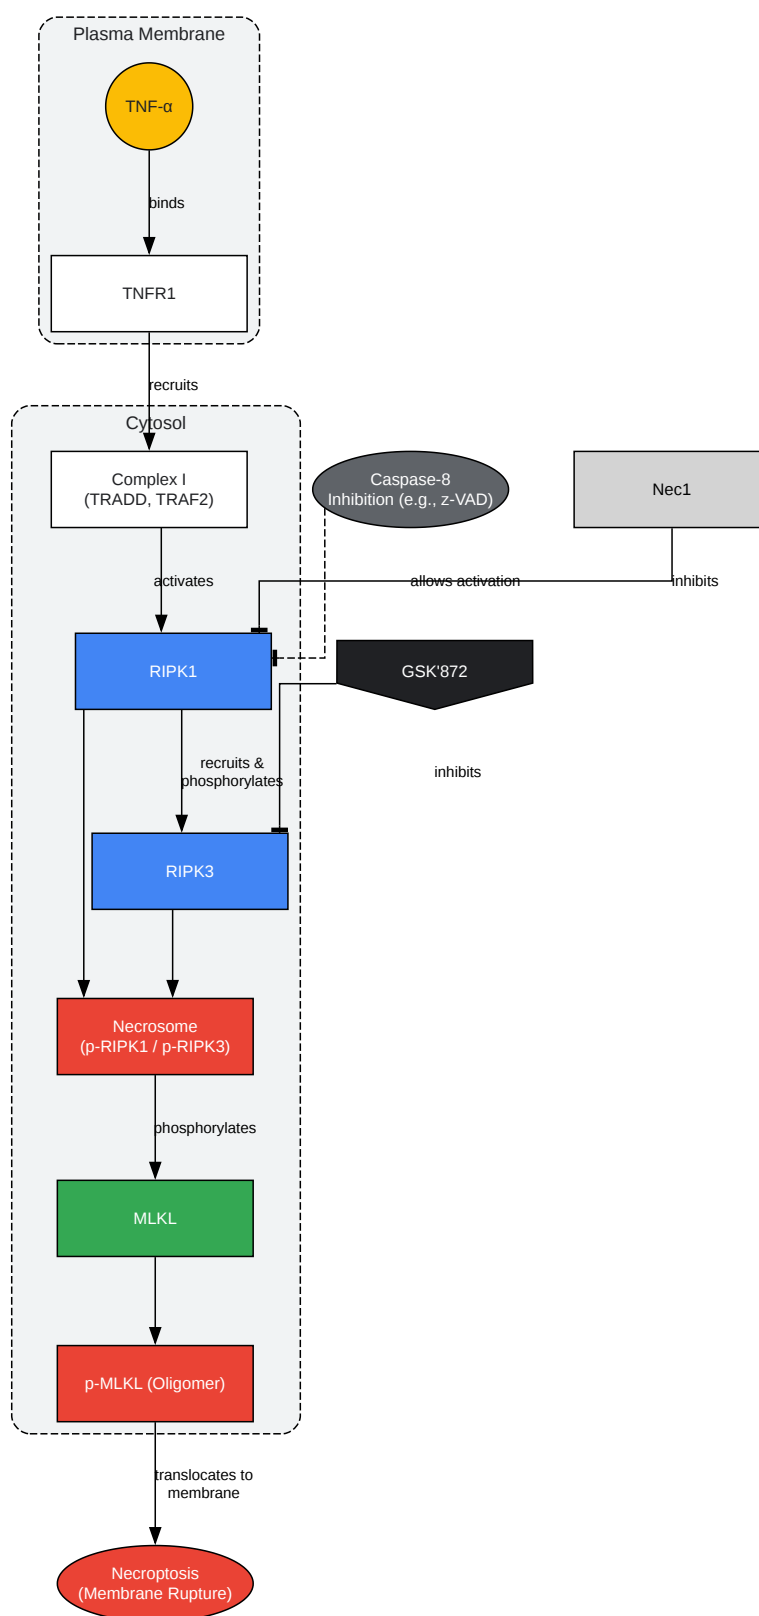 Plasma Membrane
TNF-α
binds
TNFR1
recruits
Cytosol
Complex I
(TRADD, TRAF2)
Caspase-8
Inhibition (e.g., z-VAD)
Nec1
activates
allows activation
inhibits
RIPK1
GSK'872
recruits &
phosphorylates
inhibits
RIPK3
Necrosome
(p-RIPK1 / p-RIPK3)
phosphorylates
MLKL
p-MLKL (Oligomer)
translocates to
membrane
Necroptosis
(Membrane Rupture)